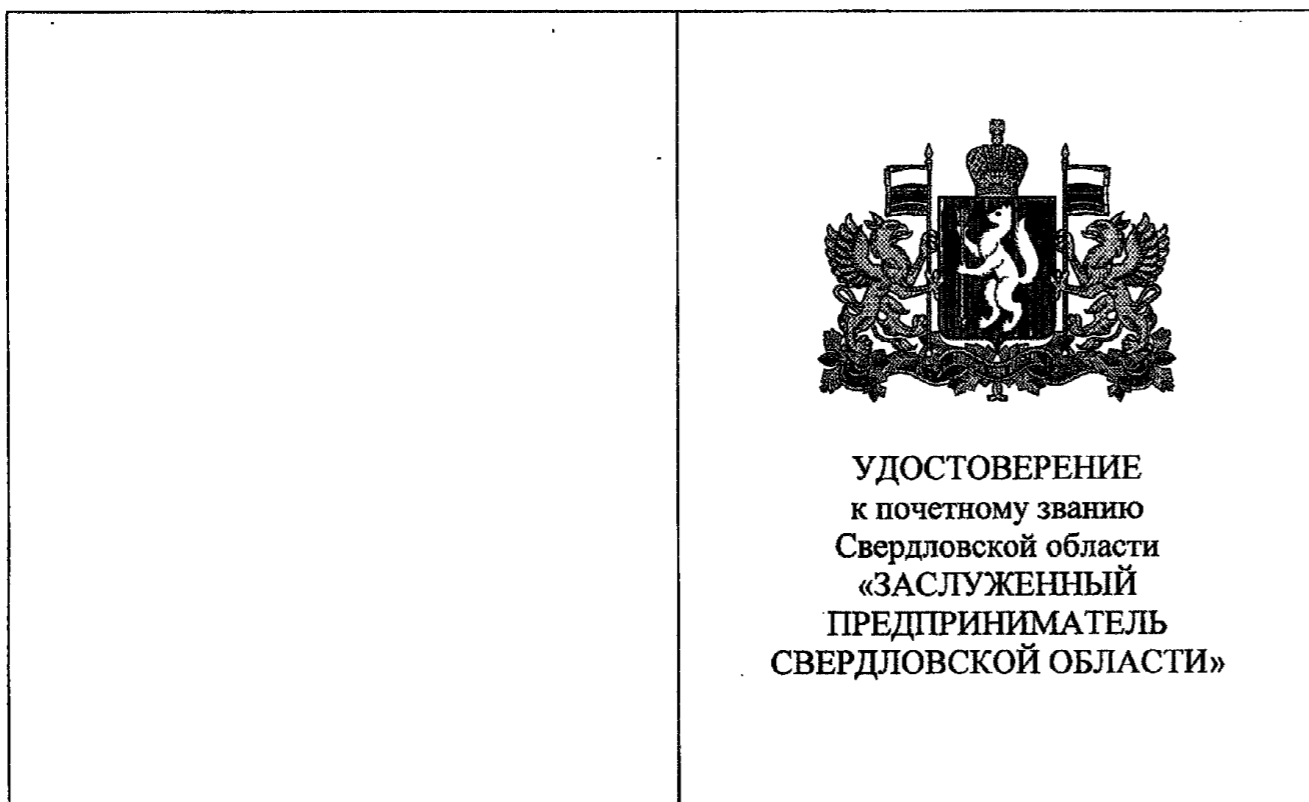 УДОСТОВЕРЕНИЕ
к почетному званию
Свердловской области
«ЗАСЛУЖЕННЫЙ
ПРЕДПРИНИМАТЕЛЬ
СВЕРДЛОВСКОЙ ОБЛАСТИ»